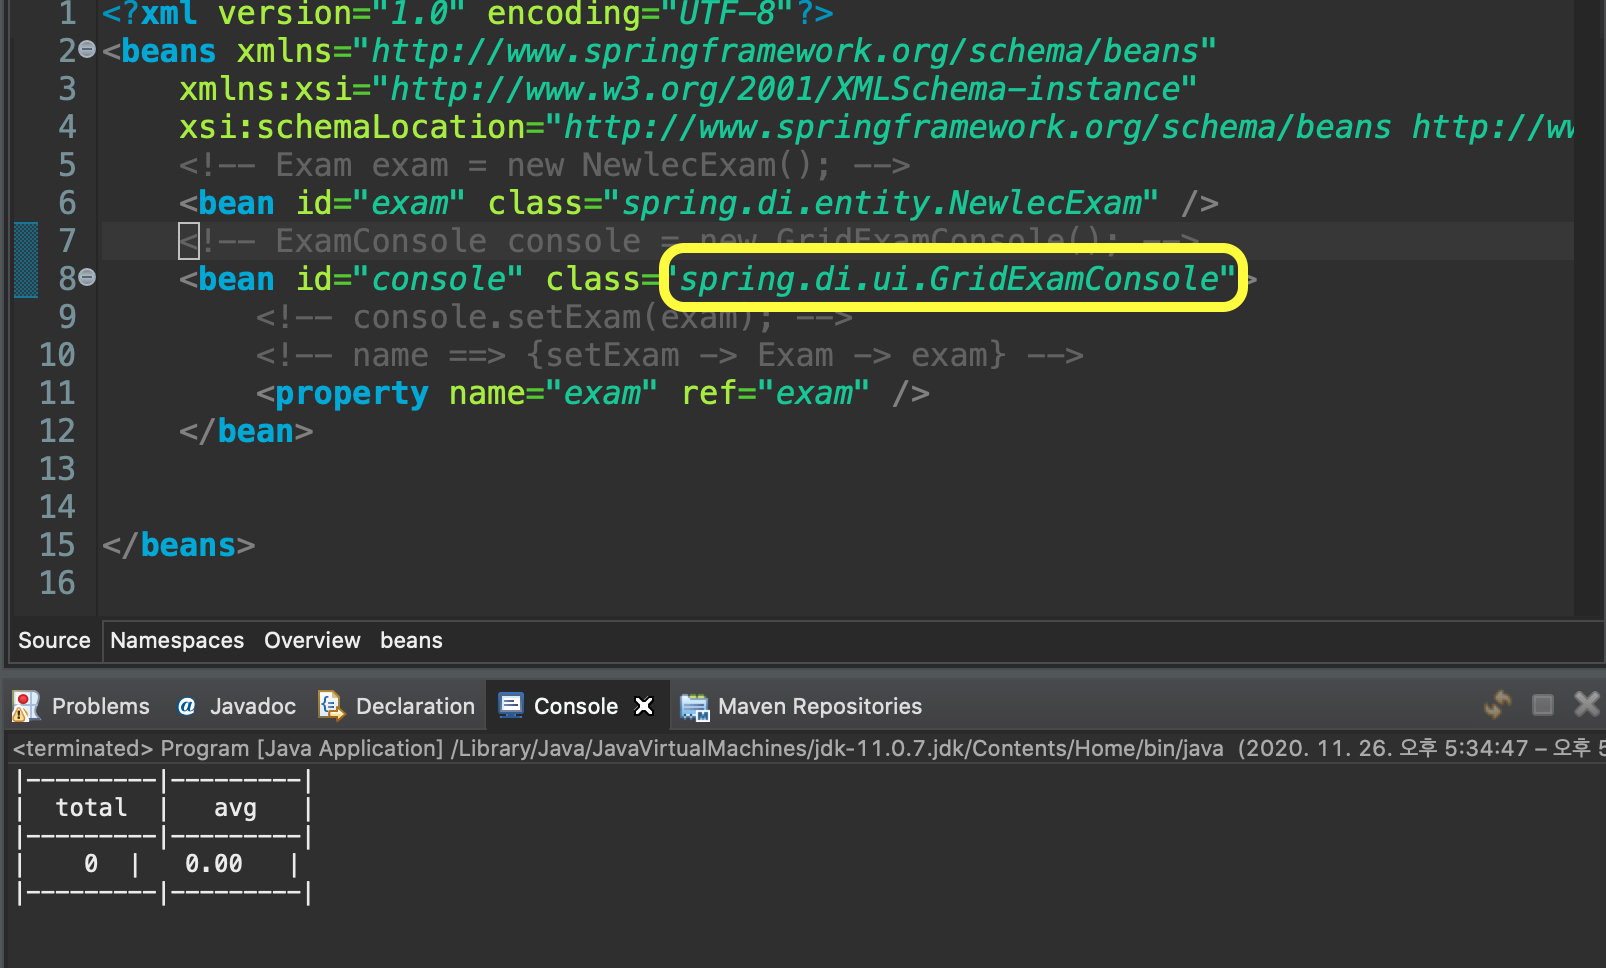 1 <?xml version="1.0" encoding="UTF-8"?>
2 <beans xmlns="http://www.springframework.org/schema/beans"
3 xmlns:xsi="http://www.w3.org/2001/XMLSchema-instance"
4 xsi:schemaLocation="http://www.springframework.org/schema/beans http://ww
5 <!-- Exam exam = new NewlecExam(); -->
6 <bean id="exam" class="spring.di.entity.NewlecExam" />
7 <!-- ExamConsole console = new GridExamConsole(); -->
8 <bean id="console" class="spring.di.ui.GridExamConsole">
9 <!-- console.setExam(exam); -->
10 <!-- name ==> {setExam -> Exam -> exam} -->
11 <property name="exam" ref="exam" />
12 </bean>
13
14
15 </beans>
16
Source Namespaces Overview beans
Problems @ Javadoc Declaration Console Maven Repositories
<terminated> Program [Java Application] /Library/Java/JavaVirtualMachines/jdk-11.0.7.jdk/Contents/Home/bin/java (2020. 11. 26. 오후 5:34:47 – 오후 5
|---------|---------|
| total | avg |
|---------|---------|
| 0 | 0.00 |
|---------|---------|